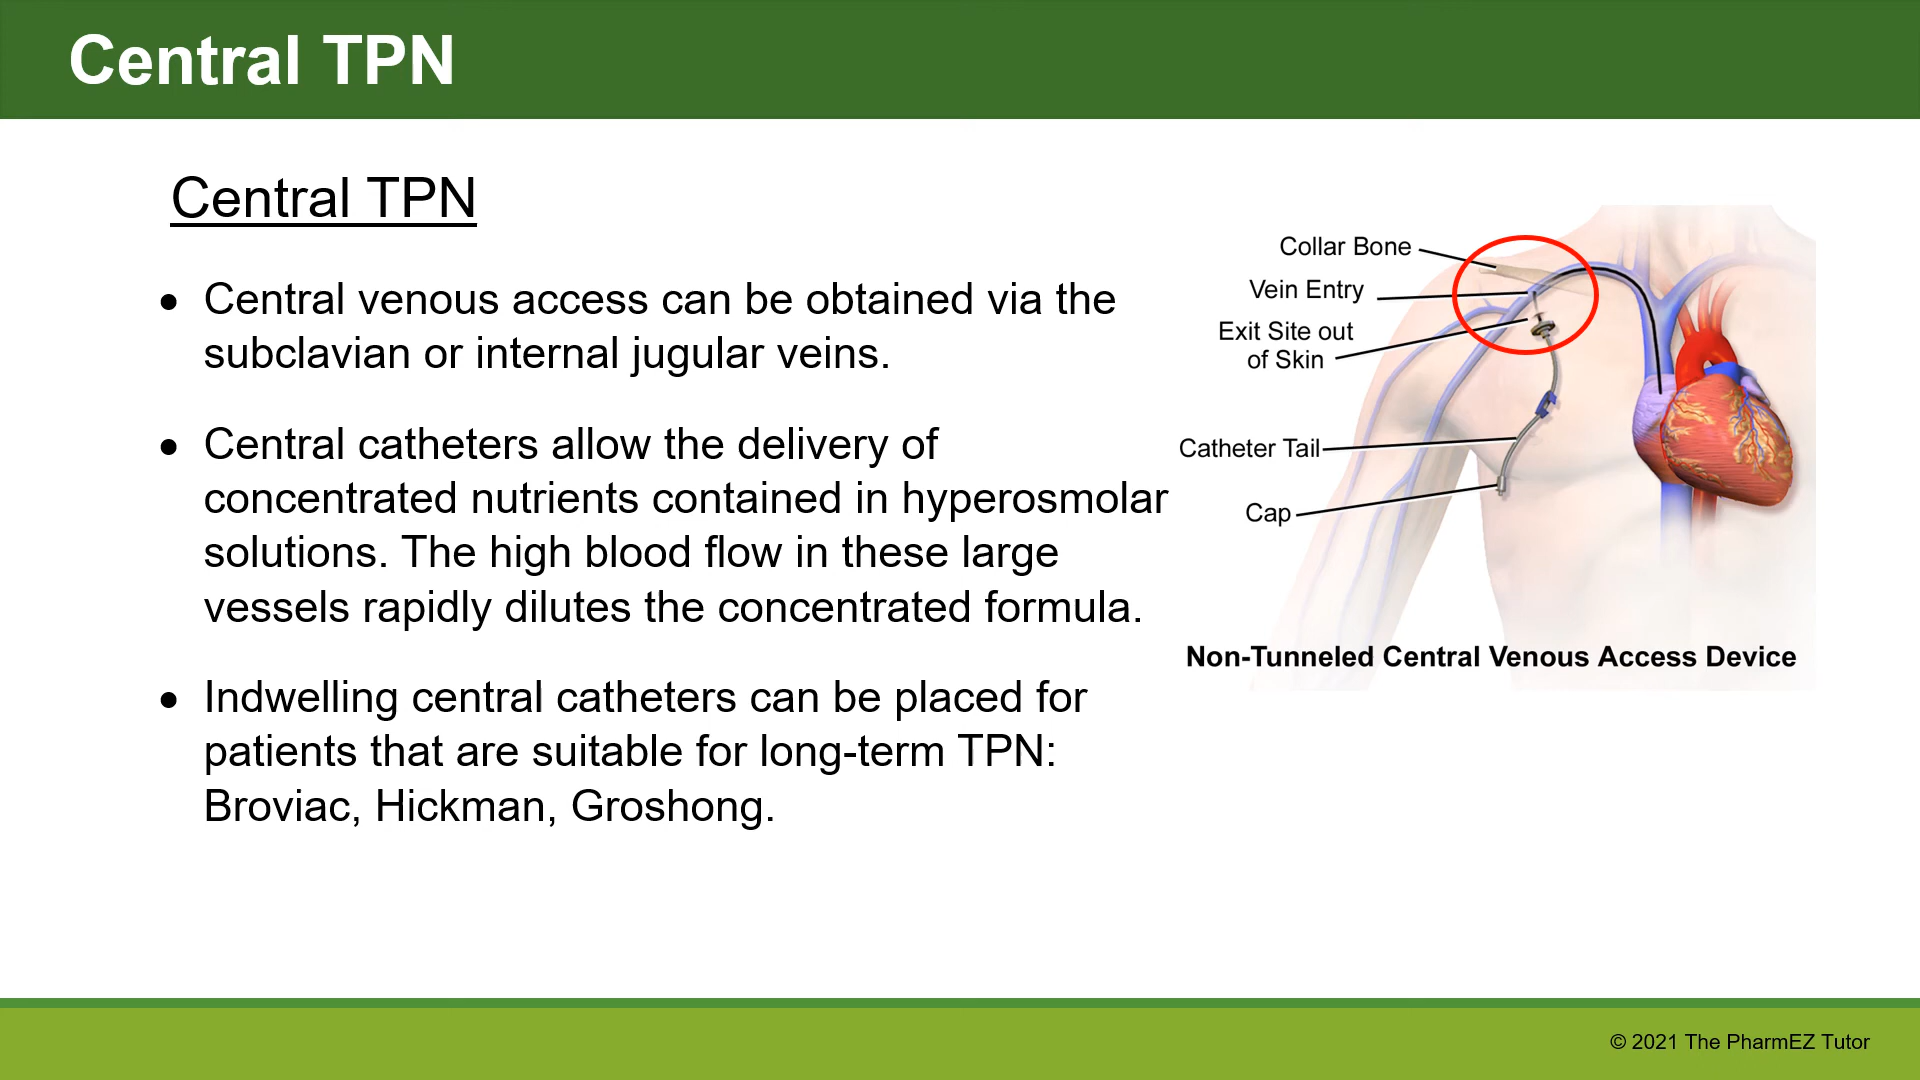 Central TPN
Central TPN
● Central venous access can be obtained via the
subclavian or internal jugular veins.
● Central catheters allow the delivery of
concentrated nutrients contained in hyperosmolar
solutions. The high blood flow in these large
vessels rapidly dilutes the concentrated formula.
● Indwelling central catheters can be placed for
patients that are suitable for long-term TPN:
Broviac, Hickman, Groshong.
Collar Bone
Vein Entry
Exit Site out
of Skin
Catheter Tail
Cap
Non-Tunneled Central Venous Access Device
© 2021 The PharmEZ Tutor